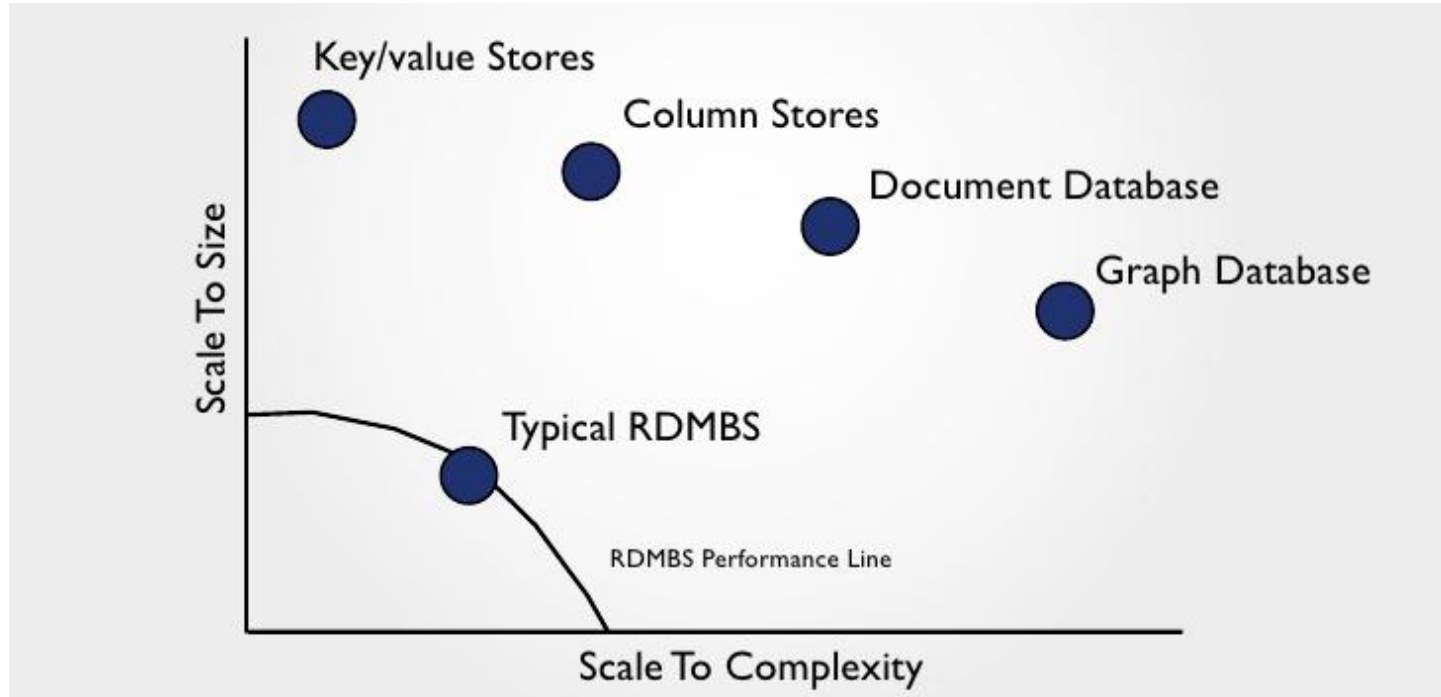 Key/value Stores
Column Stores
Document Database
Graph Database
Scale To Size
Typical RDMBS
RDMBS Performance Line
Scale To Complexity